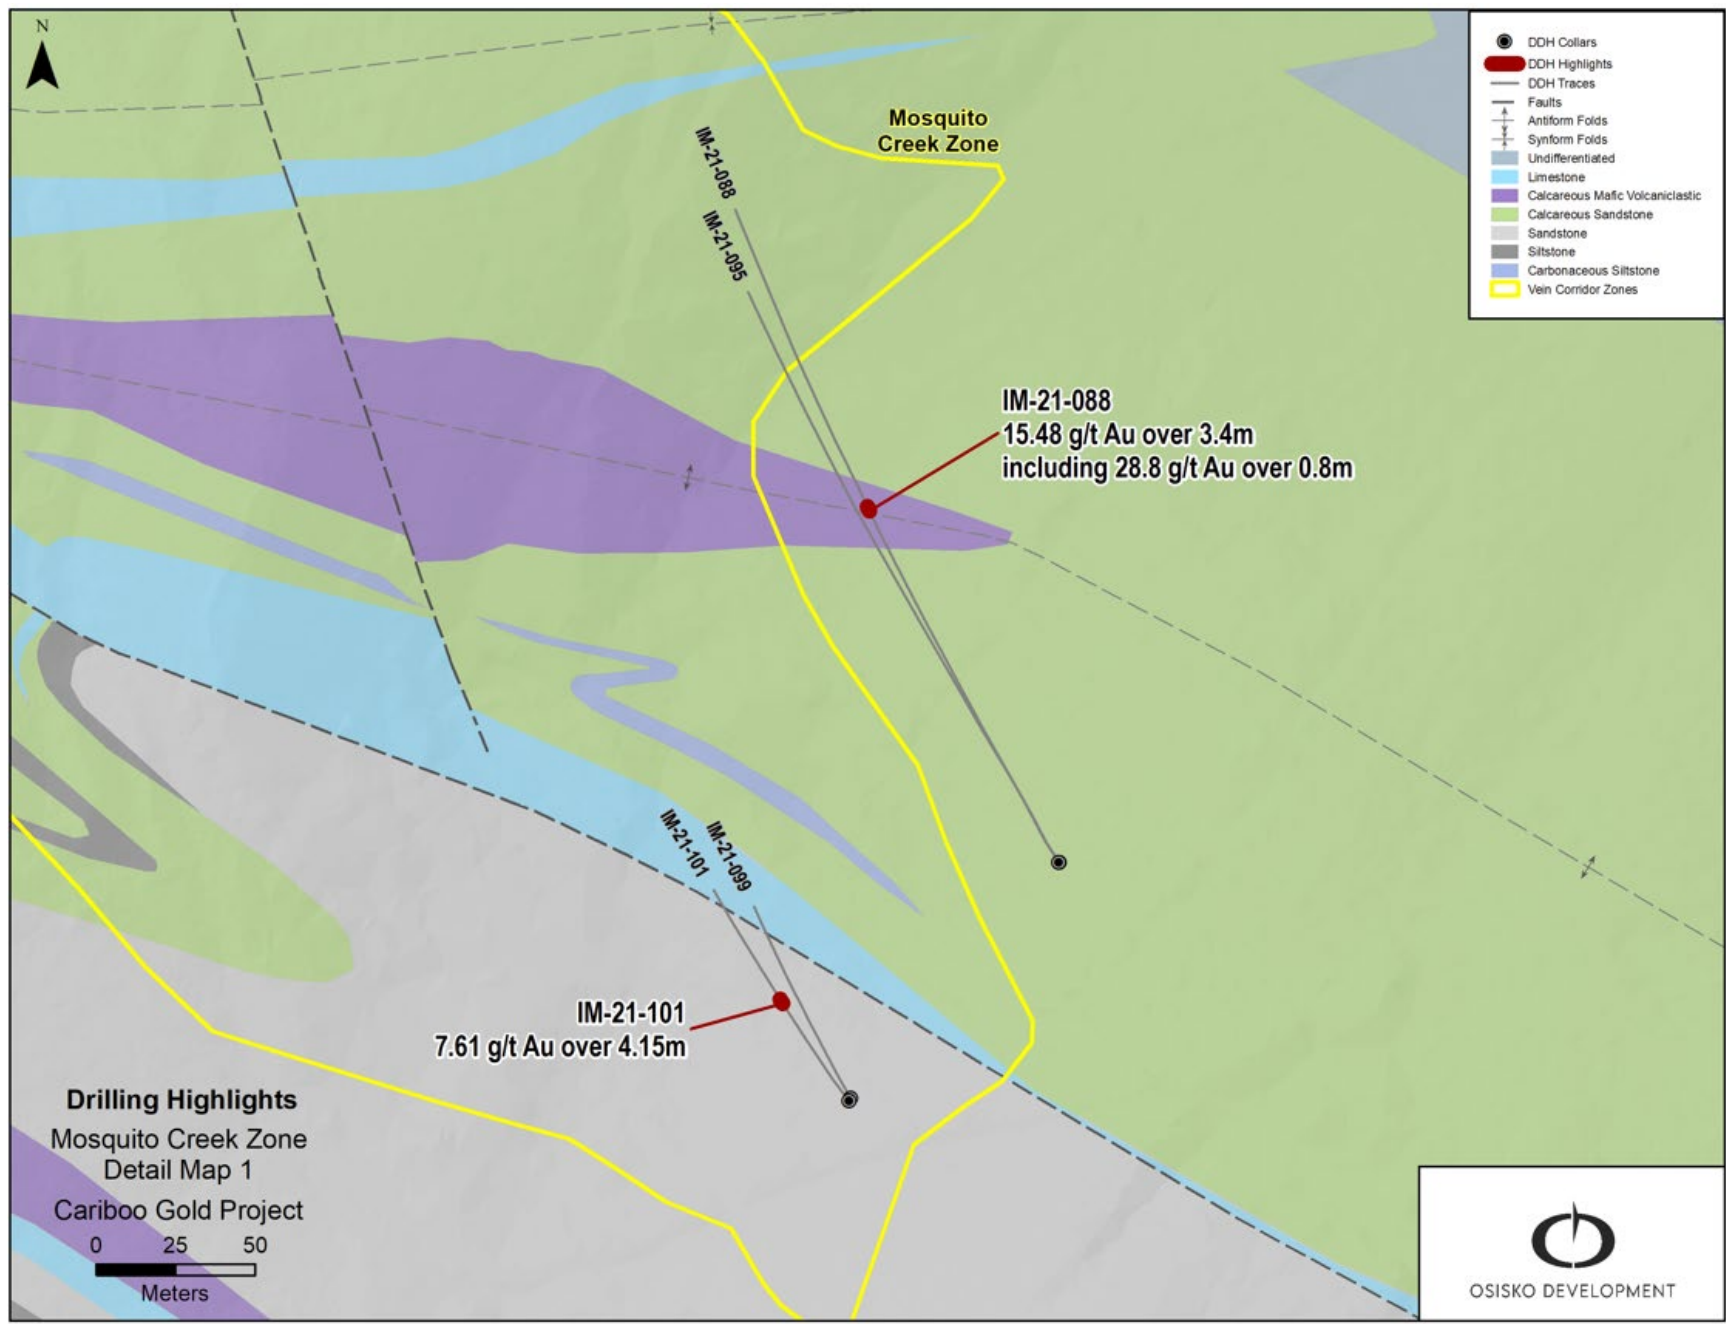 N
Mosquito
Creek Zone
IM-21-088
IM-21-095
IM-21-088
15.48 g/t Au over 3.4m
including 28.8 g/t Au over 0.8m
IM-21-101
IM-21-099
IM-21-101
7.61 g/t Au over 4.15m
Drilling Highlights
Mosquito Creek Zone
Detail Map 1
Cariboo Gold Project
0 25 50
Meters
DDH Collars
DDH Highlights
DDH Traces
Faults
Antiform Folds
Synform Folds
Undifferentiated
Limestone
Calcareous Mafic Volcaniclastic
Calcareous Sandstone
Sandstone
Siltstone
Carbonaceous Siltstone
Vein Corridor Zones
OSISKO DEVELOPMENT